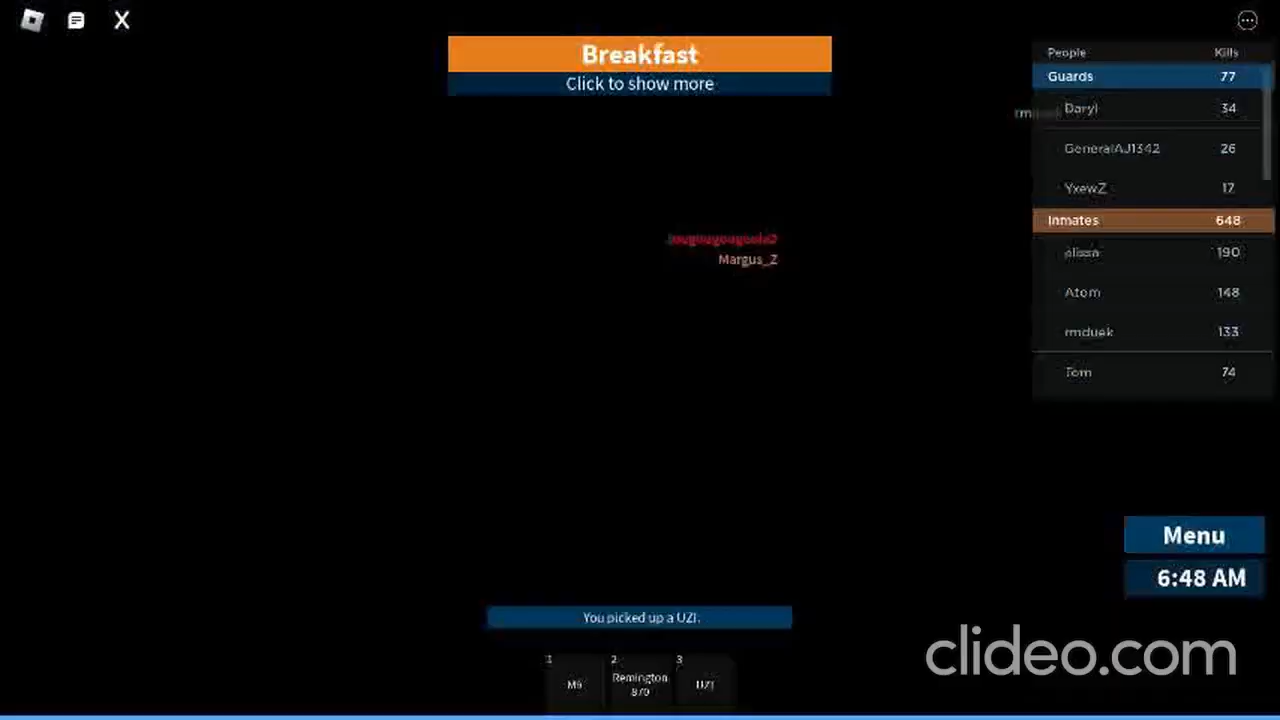 X
Breakfast
Click to show more
People Kills
Guards 77
Daryl 34
GeneralAJ1342 26
YxewZ 17
Inmates 648
plissa 190
Atom 148
rmduek 133
Tom 74
Margus_Z
Menu
6:48 AM
You picked up a UZI.
1 2 3
M9 Remington 870 UZI
clideo.com